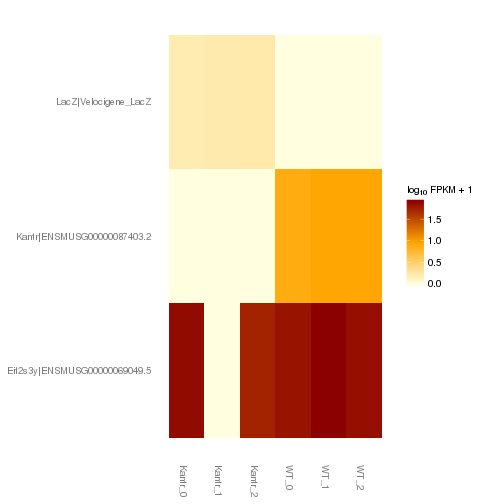 LacZ|Velocigene_LacZ
Kantr|ENSMUSG00000087403.2
Eif2s3y|ENSMUSG00000069049.5
Kantr_0
Kantr_1
Kantr_2
WT_0
WT_1
WT_2
log₁₀ FPKM + 1
1.5
1.0
0.5
0.0